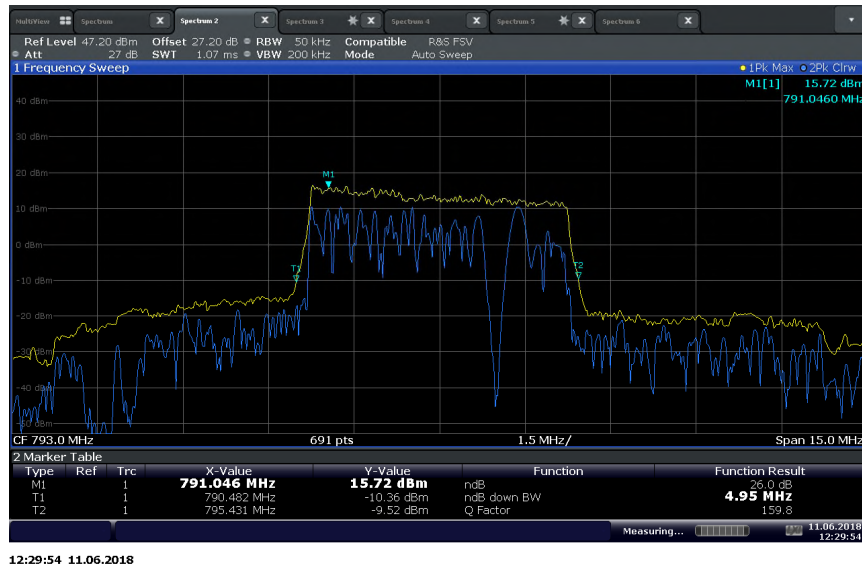 MultiView Spectrum X Spectrum 2 X Spectrum 3 X Spectrum 4 X Spectrum 5 X Spectrum 6 X
Ref Level 47.20 dBm Offset 27.20 dB RBW 50 kHz Compatible R&S FSV
Att 27 dB SWT 1.07 ms VBW 200 kHz Mode Auto Sweep
1 Frequency Sweep 1Pk Max 2Pk Clrw
M1[1] 15.72 dBm
791.0460 MHz
40 dBm
30 dBm
20 dBm
M1
10 dBm
0 dBm
T2
-10 dBm
-20 dBm
-30 dBm
-40 dBm
-50 dBm
CF 793.0 MHz 691 pts 1.5 MHz/ Span 15.0 MHz
2 Marker Table
Type Ref Trc X-Value Y-Value Function Function Result
M1 1 791.046 MHz 15.72 dBm ndB 26.0 dB
T1 1 790.482 MHz -10.36 dBm ndB down BW 4.95 MHz
T2 1 795.431 MHz -9.52 dBm Q Factor 159.8
Measuring... 11.06.2018
12:29:54
12:29:54 11.06.2018